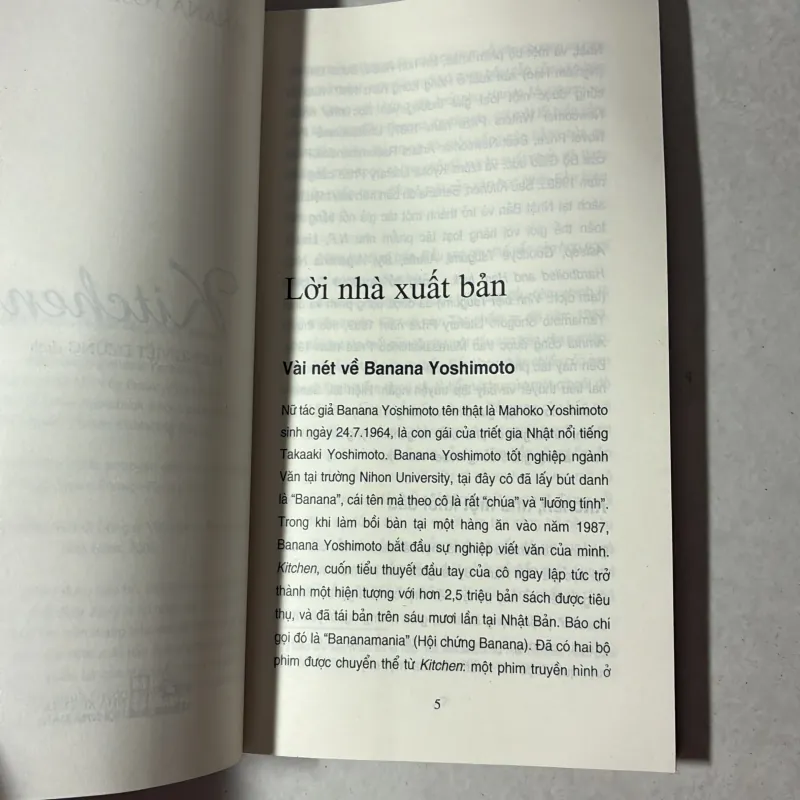 Lời nhà xuất bản
Vài nét về Banana Yoshimoto
Nữ tác giả Banana Yoshimoto tên thật là Mahoko Yoshimoto
sinh ngày 24.7.1964, là con gái của triết gia Nhật nổi tiếng
Takaaki Yoshimoto. Banana Yoshimoto tốt nghiệp ngành
Văn tại trường Nihon University, tại đây cô đã lấy bút danh
là “Banana”, cái tên mà theo cô là rất “chúa” và “lưỡng tính”.
Trong khi làm bồi bàn tại một hàng ăn vào năm 1987,
Banana Yoshimoto bắt đầu sự nghiệp viết văn của mình.
Kitchen, cuốn tiểu thuyết đầu tay của cô ngay lập tức trở
thành một hiện tượng với hơn 2,5 triệu bản sách được tiêu
thụ, và đã tái bản trên sáu mươi lần tại Nhật Bản. Báo chí
gọi đó là “Bananamania” (Hội chứng Banana). Đã có hai bộ
phim được chuyển thể từ Kitchen: một phim truyền hình ở
5